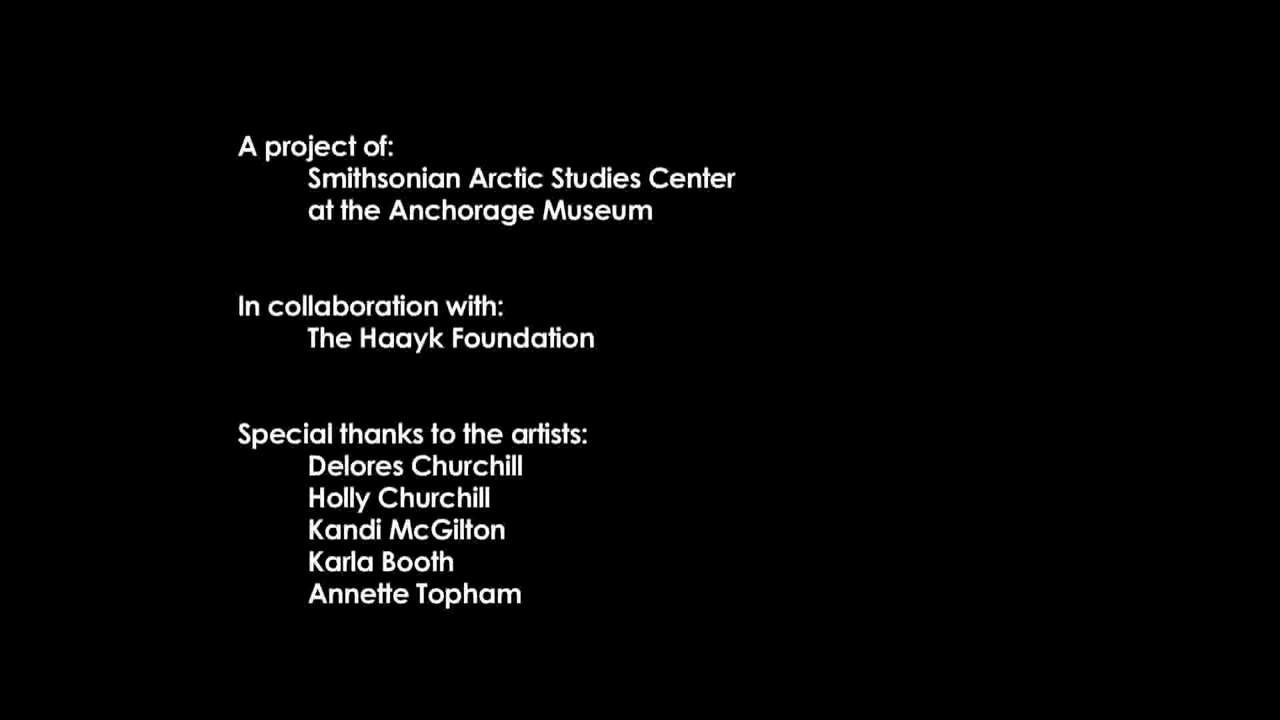 A project of:
Smithsonian Arctic Studies Center
at the Anchorage Museum
In collaboration with:
The Haayk Foundation
Special thanks to the artists:
Delores Churchill
Holly Churchill
Kandi McGilton
Karla Booth
Annette Topham